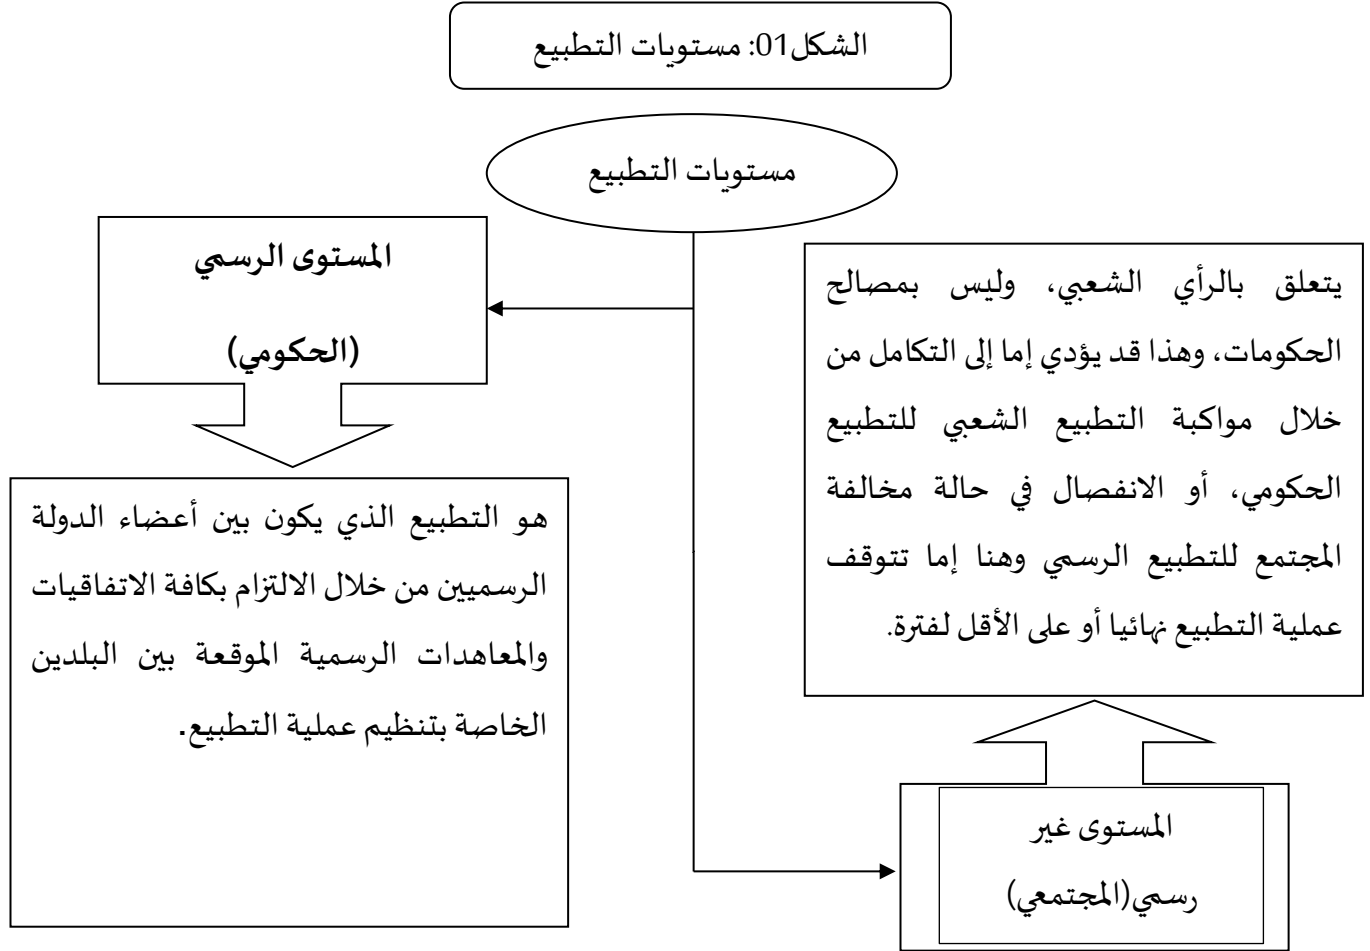 الشكل01: مستويات التطبيع
مستويات التطبيع
المستوى الرسمي
(الحكومي)
هو التطبيع الذي يكون بين أعضاء الدولة
الرسميين من خلال الالتزام بكافة الاتفاقيات
والمعاهدات الرسمية الموقعة بين البلدين
الخاصة بتنظيم عملية التطبيع.
يتعلق بالرأي الشعبي، وليس بمصالح
الحكومات، وهذا قد يؤدي إما إلى التكامل من
خلال مواكبة التطبيع الشعبي للتطبيع
الحكومي، أو الانفصال في حالة مخالفة
المجتمع للتطبيع الرسمي وهنا إما تتوقف
عملية التطبيع نهائيا أو على الأقل لفترة.
المستوى غير
رسمي(المجتمعي)